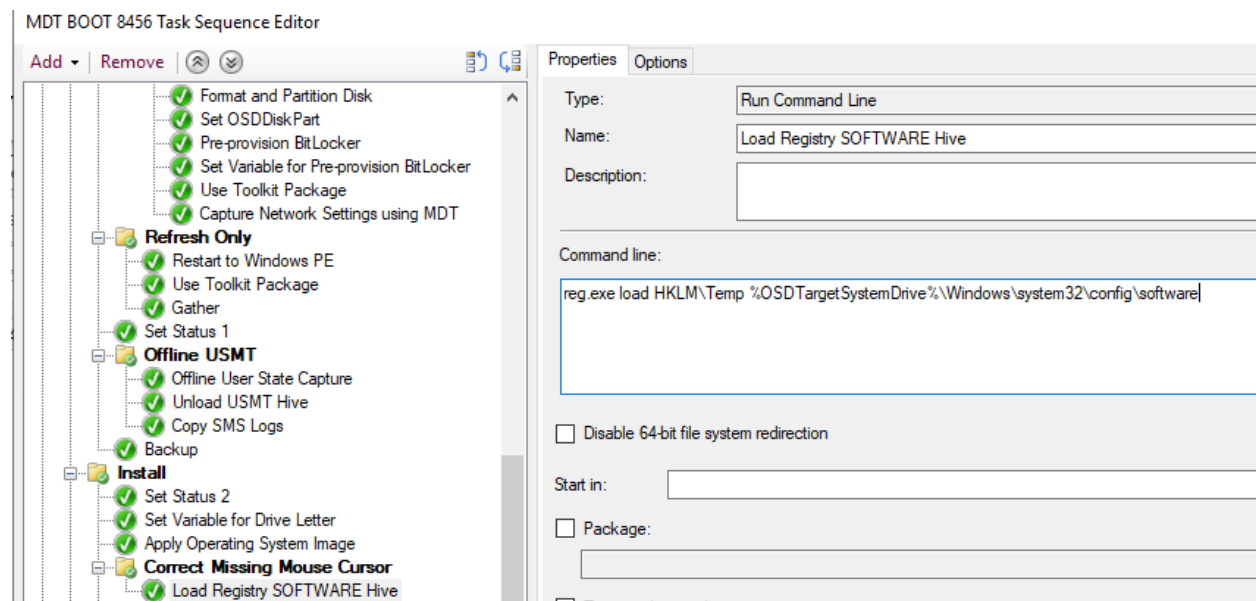 MDT BOOT 8456 Task Sequence Editor
Add Remove
Format and Partition Disk
Set OSDDiskPart
Pre-provision BitLocker
Set Variable for Pre-provision BitLocker
Use Toolkit Package
Capture Network Settings using MDT
Refresh Only
Restart to Windows PE
Use Toolkit Package
Gather
Set Status 1
Offline USMT
Offline User State Capture
Unload USMT Hive
Copy SMS Logs
Backup
Install
Set Status 2
Set Variable for Drive Letter
Apply Operating System Image
Correct Missing Mouse Cursor
Load Registry SOFTWARE Hive
Properties Options
Type: Run Command Line
Name: Load Registry SOFTWARE Hive
Description:
Command line:
reg.exe load HKLM\Temp %OSDTargetSystemDrive%\Windows\system32\config\software
Disable 64-bit file system redirection
Start in:
Package: